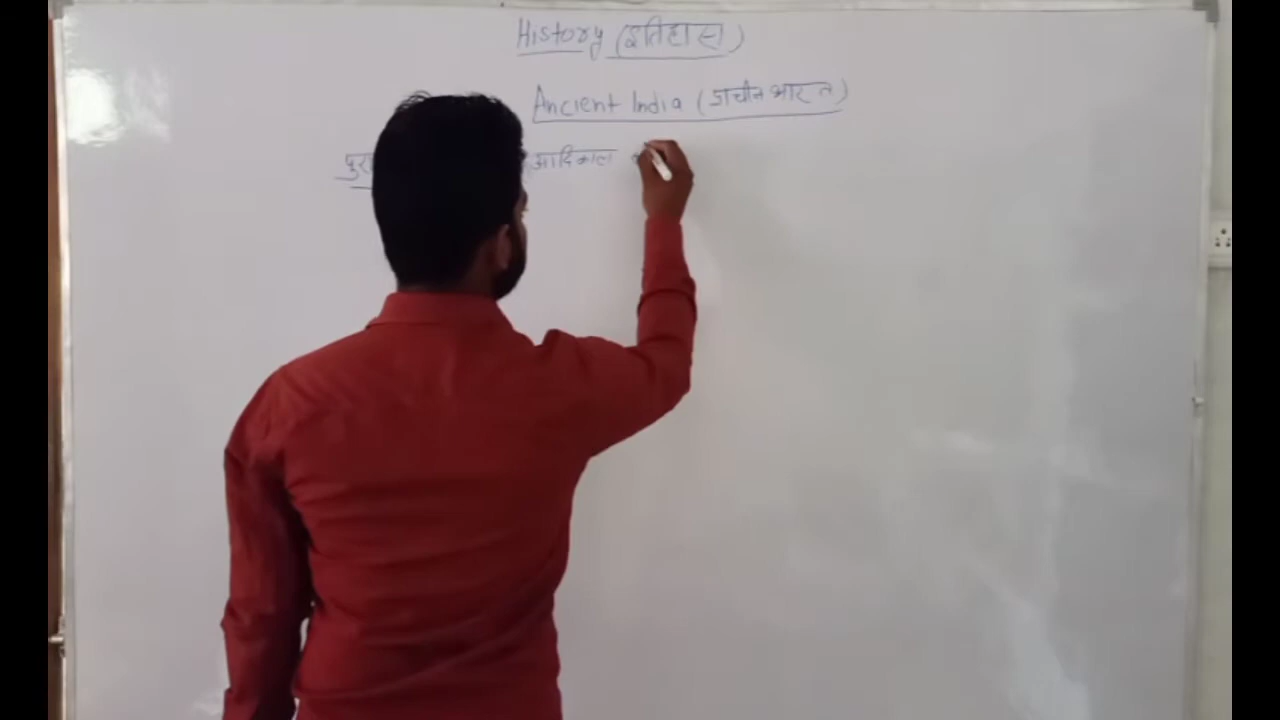 History (इतिहास)
Ancient India (प्राचीन भारत)
आदिकाल